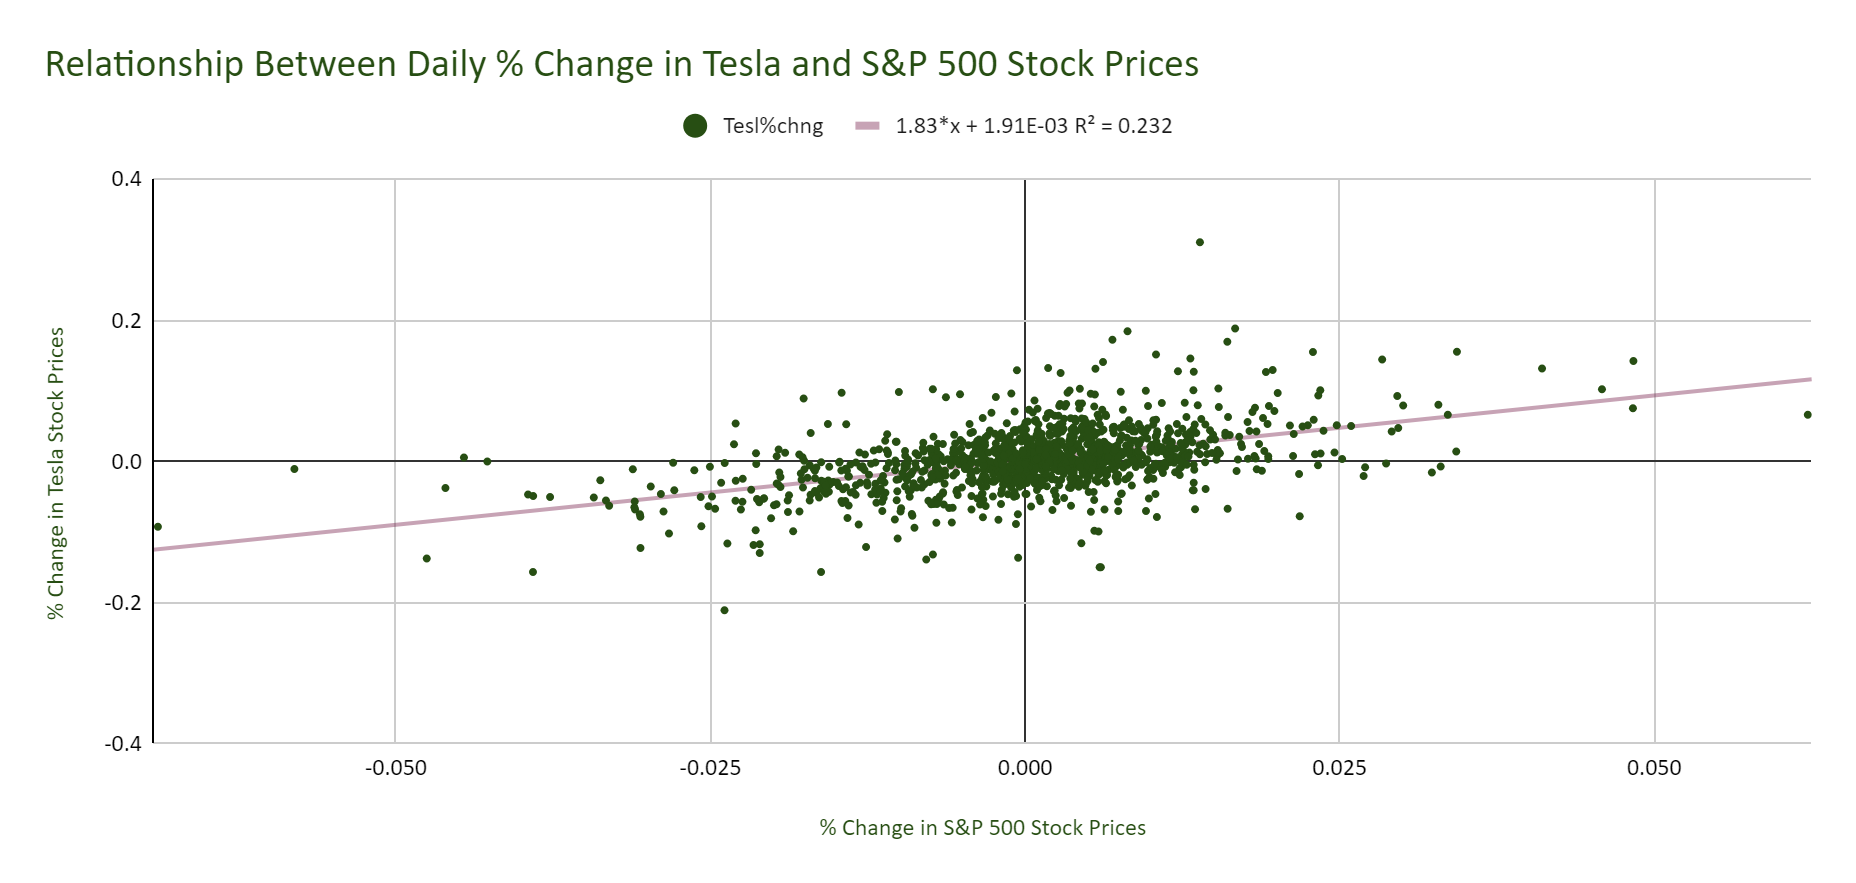 Relationship Between Daily % Change in Tesla and S&P 500 Stock Prices
Tesl%chng 1.83*x + 1.91E-03 R² = 0.232
% Change in Tesla Stock Prices
0.4
0.2
0.0
-0.2
-0.4
-0.050 -0.025 0.000 0.025 0.050
% Change in S&P 500 Stock Prices